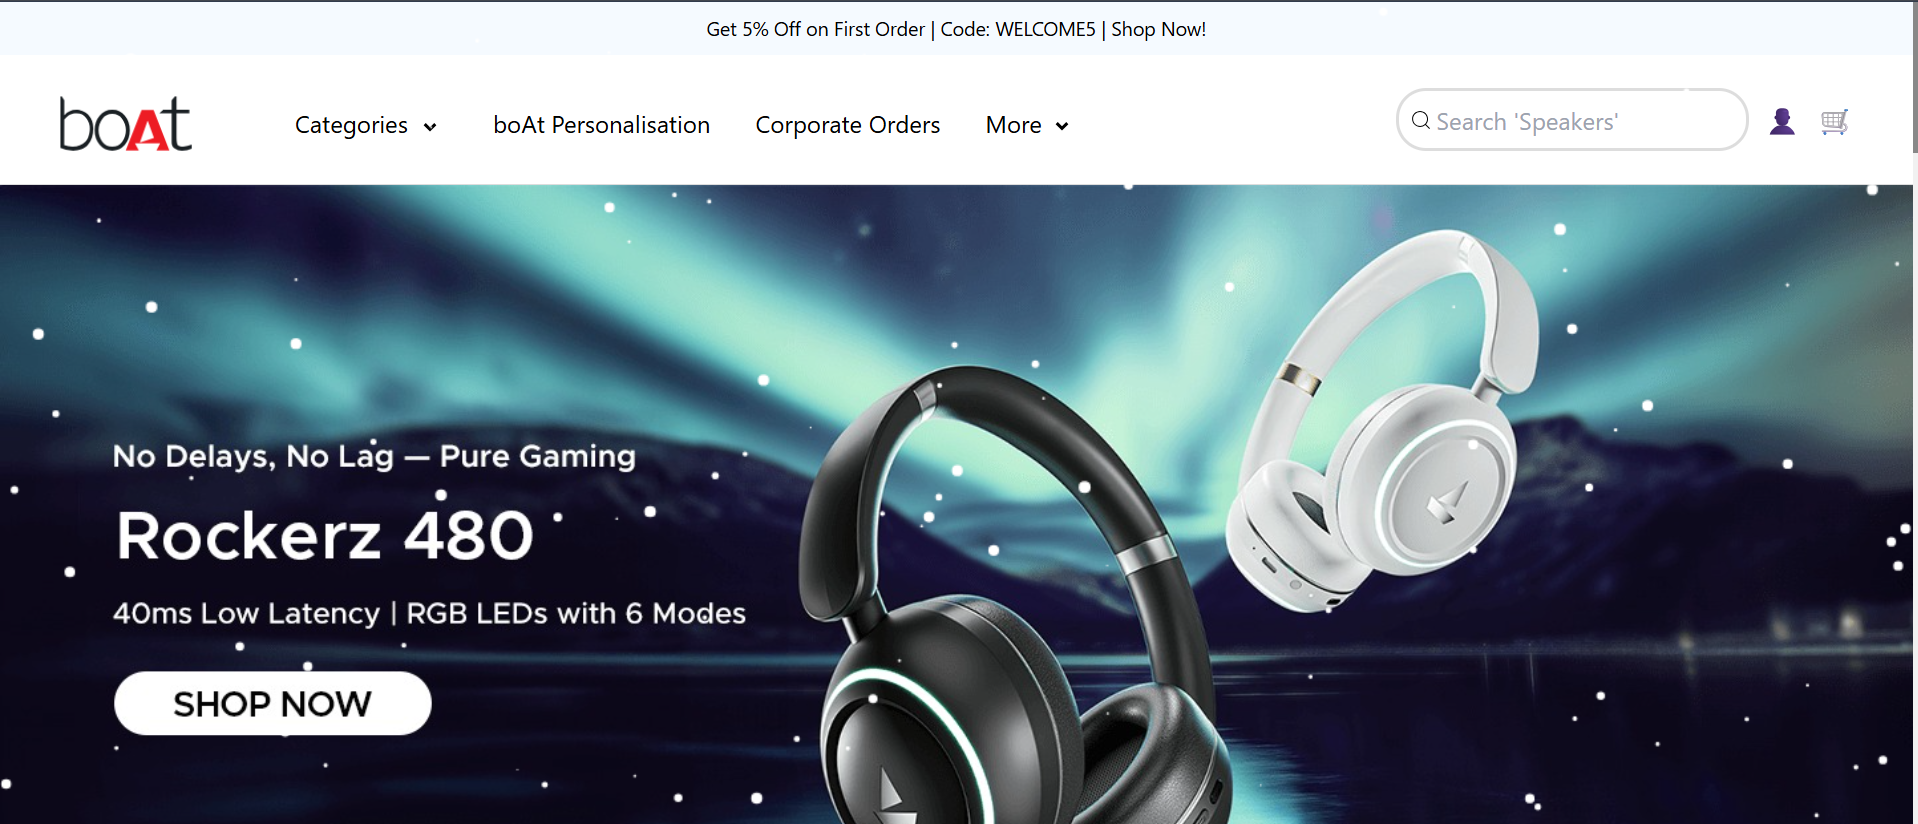 Get 5% Off on First Order | Code: WELCOME5 | Shop Now!
boAt
Categories
boAt Personalisation
Corporate Orders
More
Search 'Speakers'
No Delays, No Lag — Pure Gaming
Rockerz 480
40ms Low Latency | RGB LEDs with 6 Modes
SHOP NOW